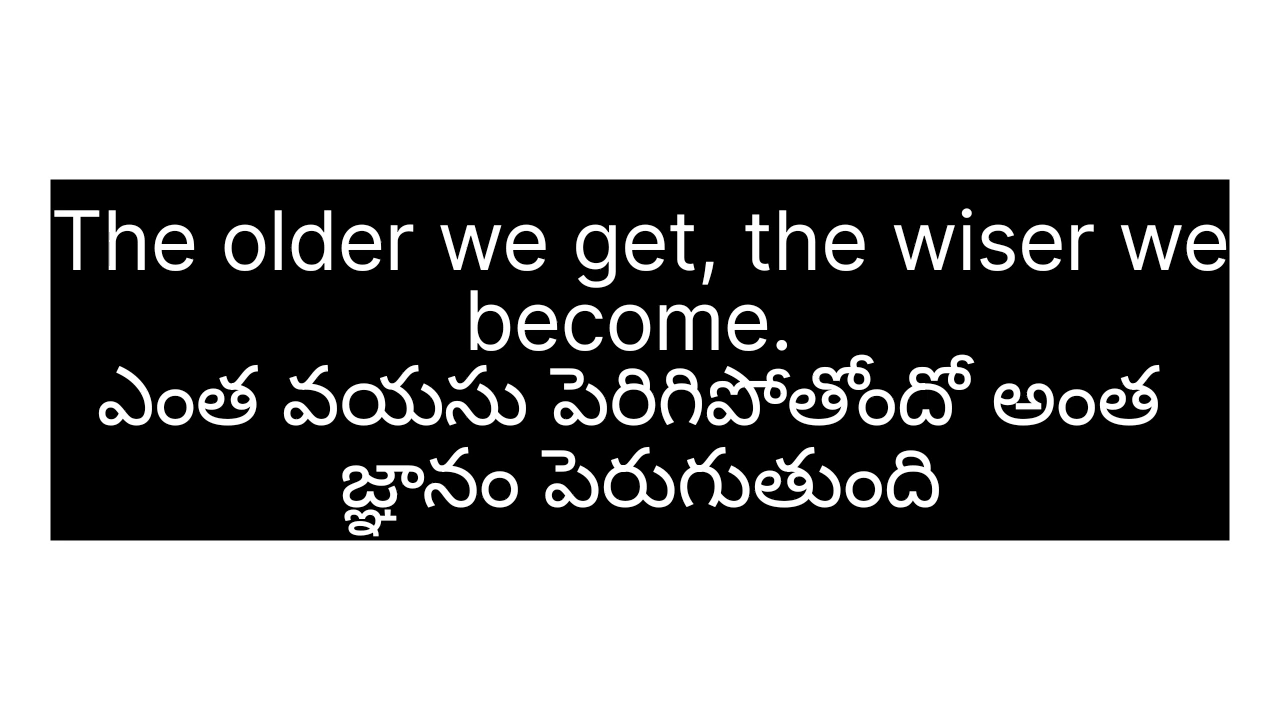 The older we get, the wiser we
become.
ఎంత వయసు పెరిగిపోతోందో అంత
జ్ఞానం పెరుగుతుంది